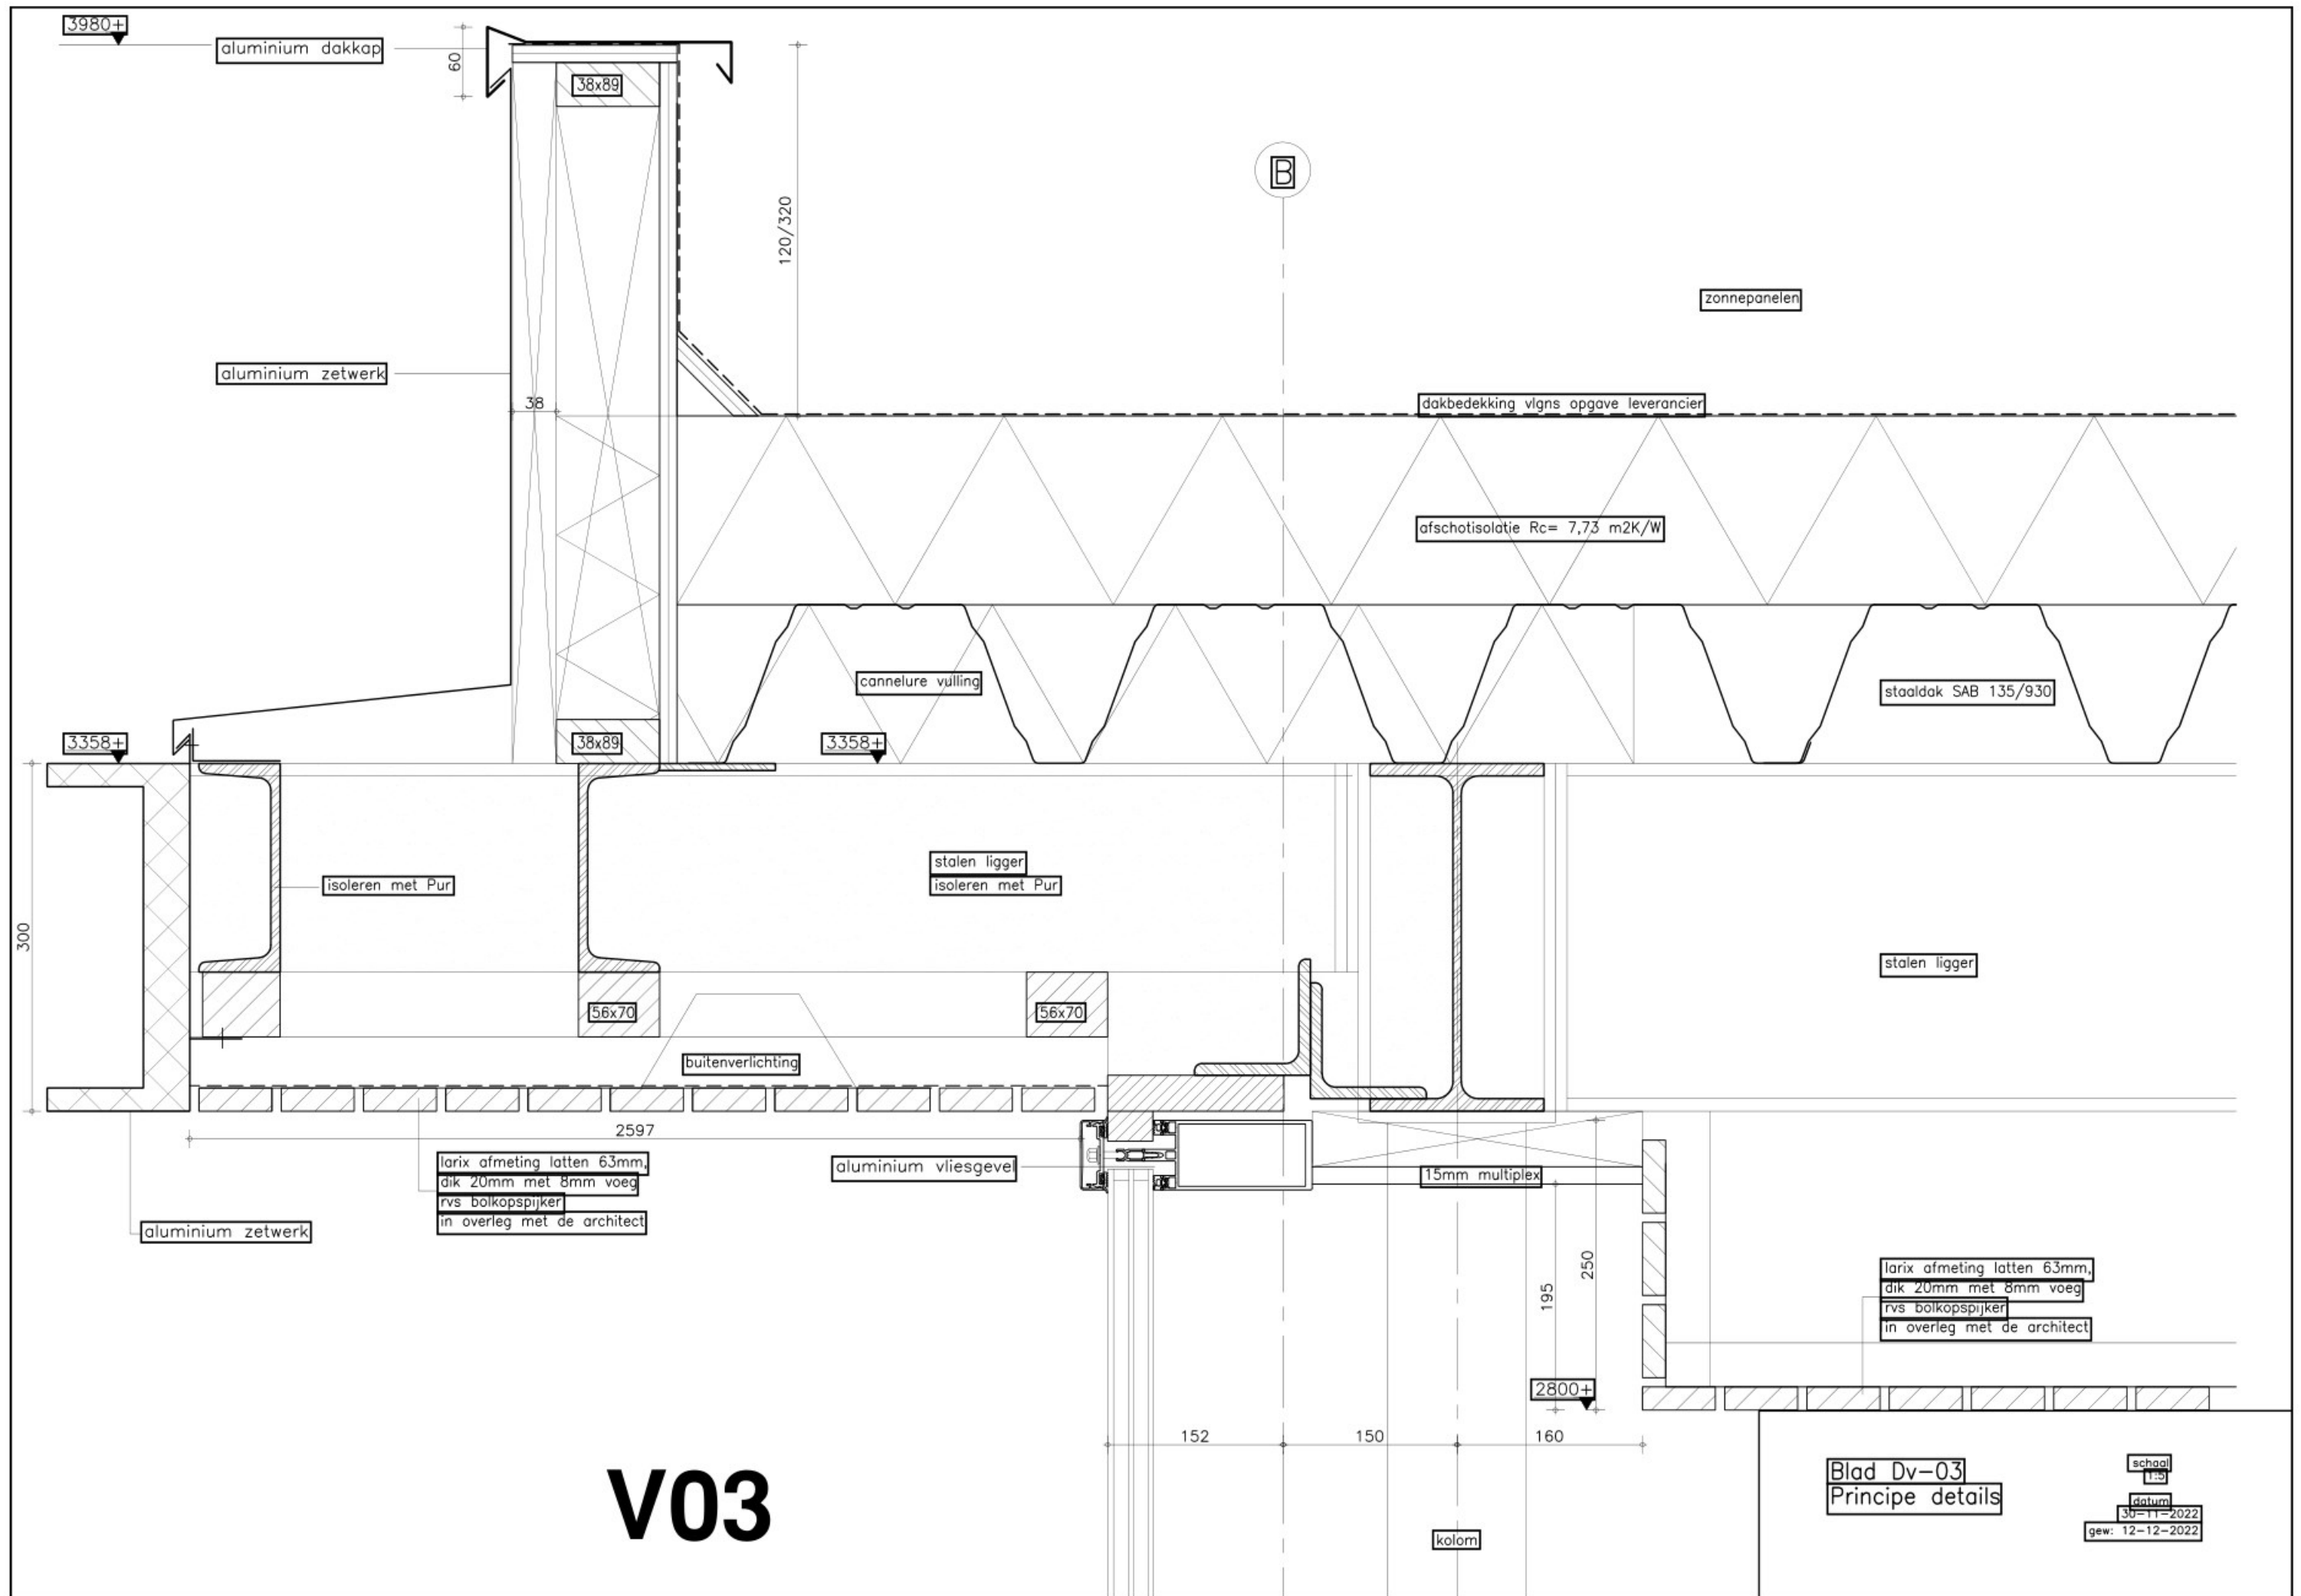 3980+
aluminium dakkap
60
38x89
B
120/320
zonnepanelen
aluminium zetwerk
38
dakbedekking vlgns opgave leverancier
afschotisolatie Rc= 7,73 m2K/W
cannelure vulling
staaldak SAB 135/930
3358+
38x89
3358+
stalen ligger
isoleren met Pur
isoleren met Pur
300
stalen ligger
56x70
56x70
buitenverlichting
2597
larix afmeting latten 63mm,
dik 20mm met 8mm voeg
rvs bolkopspijker
in overleg met de architect
aluminium vliesgevel
15mm multiplex
aluminium zetwerk
250
195
larix afmeting latten 63mm,
dik 20mm met 8mm voeg
rvs bolkopspijker
in overleg met de architect
2800+
152
150
160
V03
kolom
Blad Dv-03
Principe details
schaal
1:5
datum
30-11-2022
gew: 12-12-2022